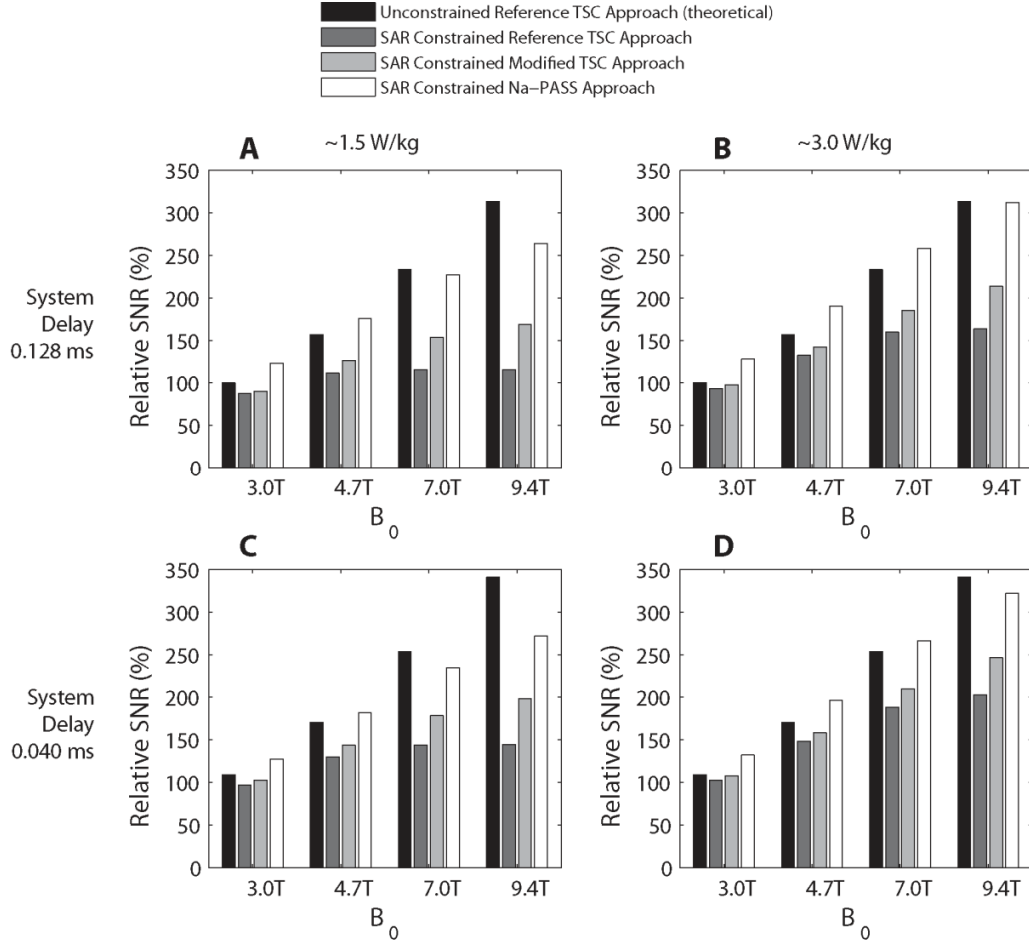 Unconstrained Reference TSC Approach (theoretical)
SAR Constrained Reference TSC Approach
SAR Constrained Modified TSC Approach
SAR Constrained Na–PASS Approach
A
~1.5 W/kg
B
~3.0 W/kg
System
Delay
0.128 ms
Relative SNR (%)
350
300
250
200
150
100
50
0
3.0T 4.7T 7.0T 9.4T
B0
Relative SNR (%)
350
300
250
200
150
100
50
0
3.0T 4.7T 7.0T 9.4T
B0
C
D
System
Delay
0.040 ms
Relative SNR (%)
350
300
250
200
150
100
50
0
3.0T 4.7T 7.0T 9.4T
B0
Relative SNR (%)
350
300
250
200
150
100
50
0
3.0T 4.7T 7.0T 9.4T
B0